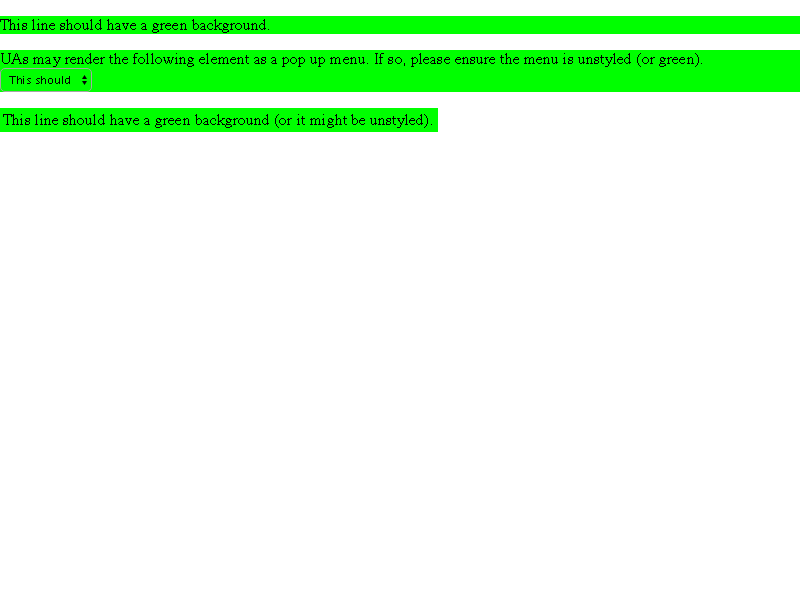 This line should have a green background.
UAs may render the following element as a pop up menu. If so, please ensure the menu is unstyled (or green).
This should
This line should have a green background (or it might be unstyled).